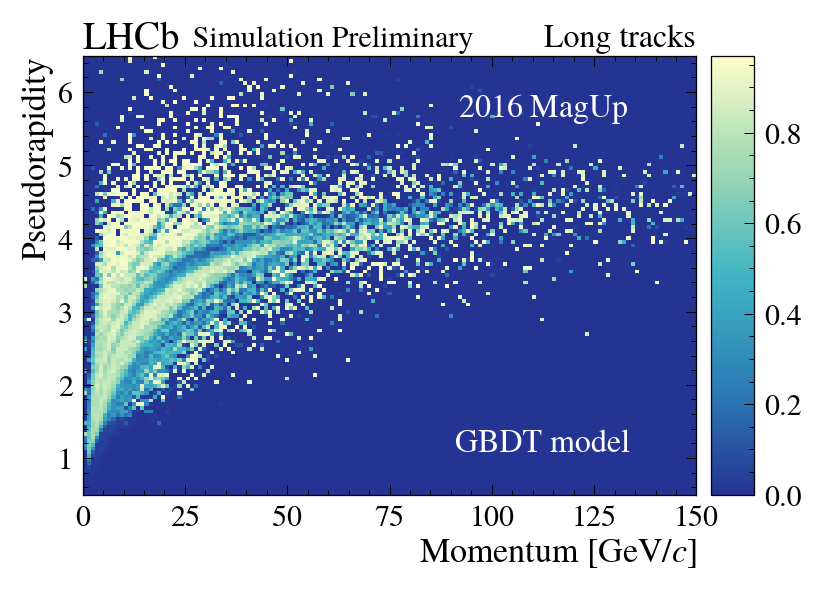 LHCb Simulation Preliminary Long tracks
2016 MagUp
GBDT model
Pseudorapidity
6
5
4
3
2
1
0 25 50 75 100 125 150
Momentum [GeV/c]
0.8
0.6
0.4
0.2
0.0